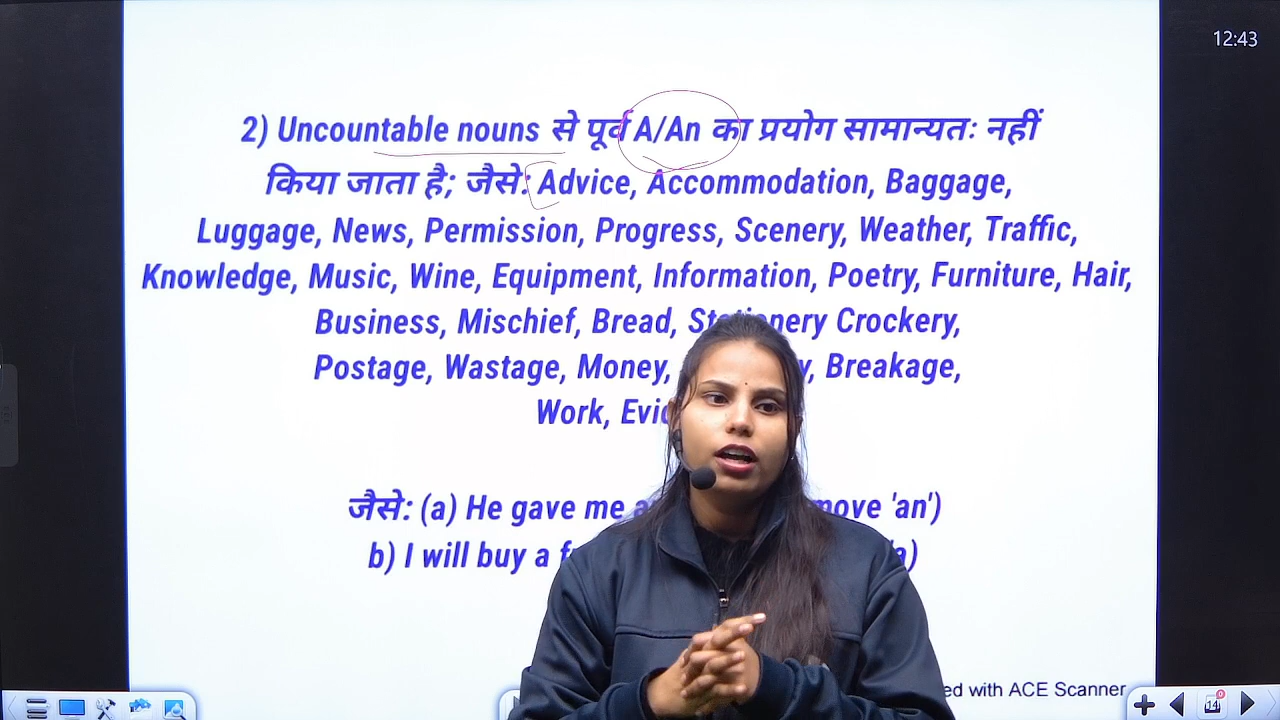 12:43
2) Uncountable nouns से पूर्व A/An का प्रयोग सामान्यतः नहीं
किया जाता है; जैसे: Advice, Accommodation, Baggage,
Luggage, News, Permission, Progress, Scenery, Weather, Traffic,
Knowledge, Music, Wine, Equipment, Information, Poetry, Furniture, Hair,
Business, Mischief, Bread, Crockery,
Postage, Wastage, Money, Breakage,
Work,
जैसे: (a) He gave me 'an')
b) I will buy a
with ACE Scanner
14